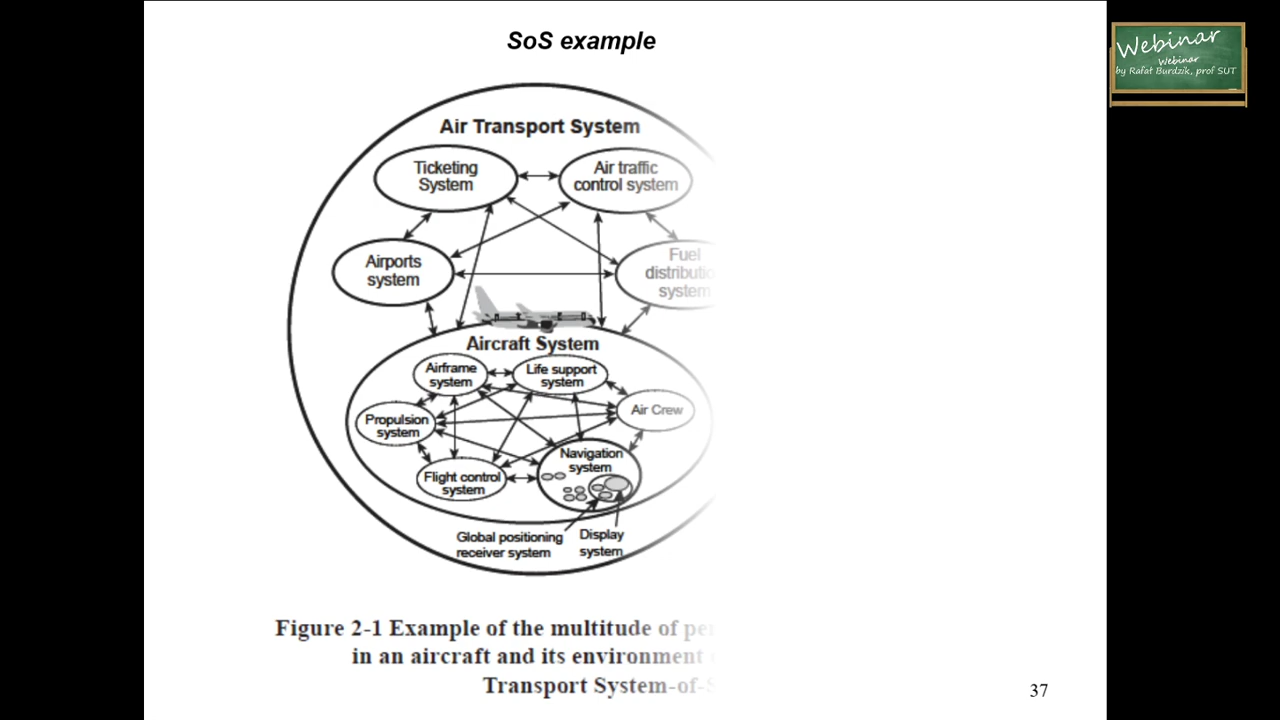 SoS example
Webinar
Webinar
by Rafał Burdzik, prof SUT
Air Transport System
Ticketing
System
Air traffic
control system
Airports
system
Fuel
system
Aircraft System
Airframe
system
Life support
system
Air Crew
Propulsion
system
Navigation
system
Flight control
system
Global positioning
receiver system
Display
system
Figure 2-1 Example of the multitude of
in an aircraft and its environment
Transport System-of-S
37